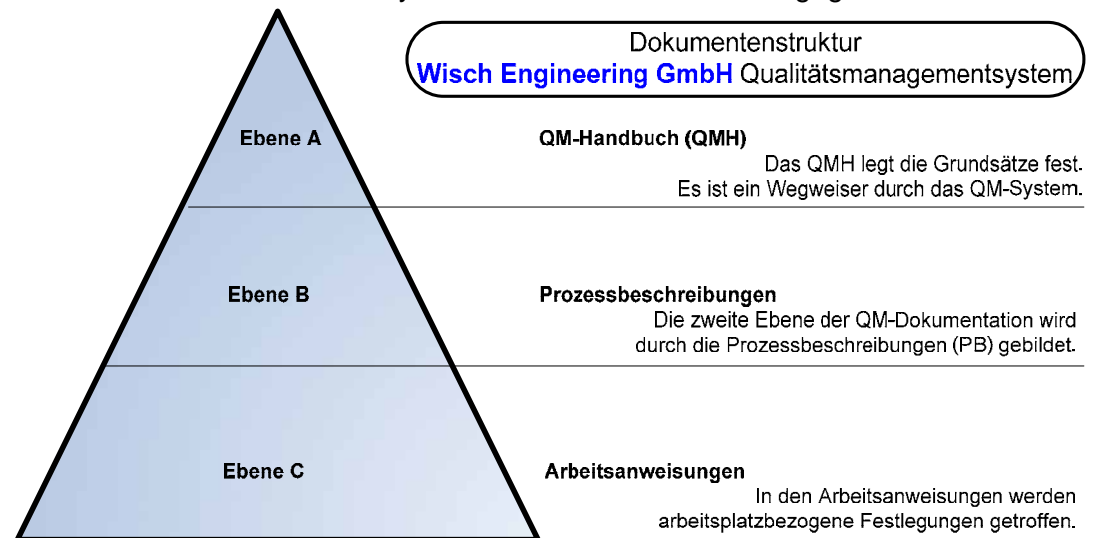 Dokumentenstruktur
Wisch Engineering GmbH Qualitätsmanagementsystem
Ebene A
QM-Handbuch (QMH)
Das QMH legt die Grundsätze fest.
Es ist ein Wegweiser durch das QM-System.
Ebene B
Prozessbeschreibungen
Die zweite Ebene der QM-Dokumentation wird
durch die Prozessbeschreibungen (PB) gebildet.
Ebene C
Arbeitsanweisungen
In den Arbeitsanweisungen werden
arbeitsplatzbezogene Festlegungen getroffen.